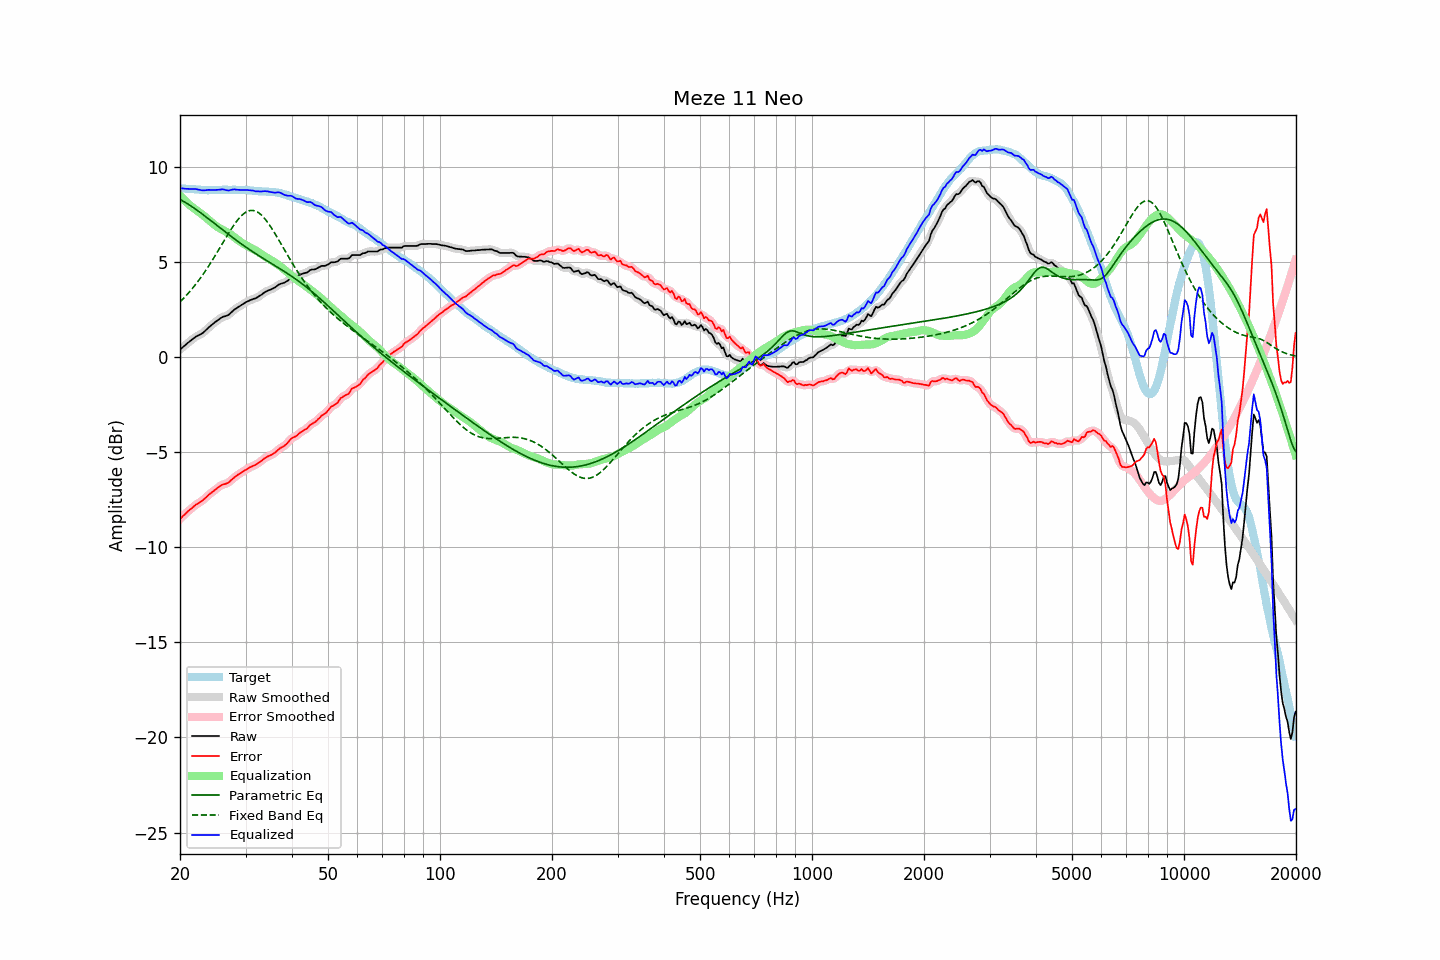 Meze 11 Neo
10
5
0
−5
−10
−15
−20
−25
Amplitude (dBr)
Target
Raw Smoothed
Error Smoothed
Raw
Error
Equalization
Parametric Eq
Fixed Band Eq
Equalized
20 50 100 200 500 1000 2000 5000 10000 20000
Frequency (Hz)